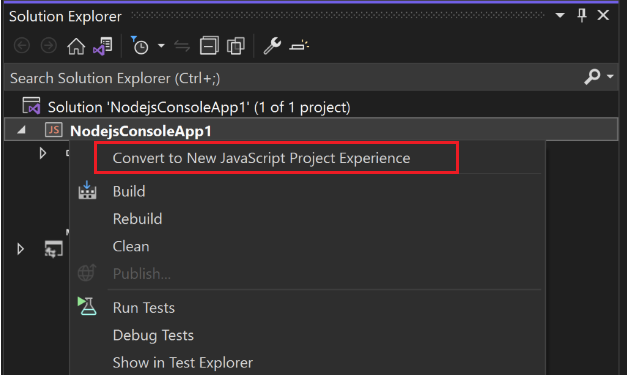 Solution Explorer
Search Solution Explorer (Ctrl+;)
Solution 'NodejsConsoleApp1' (1 of 1 project)
JS NodejsConsoleApp1
Convert to New JavaScript Project Experience
Build
Rebuild
Clean
Publish...
Run Tests
Debug Tests
Show in Test Explorer